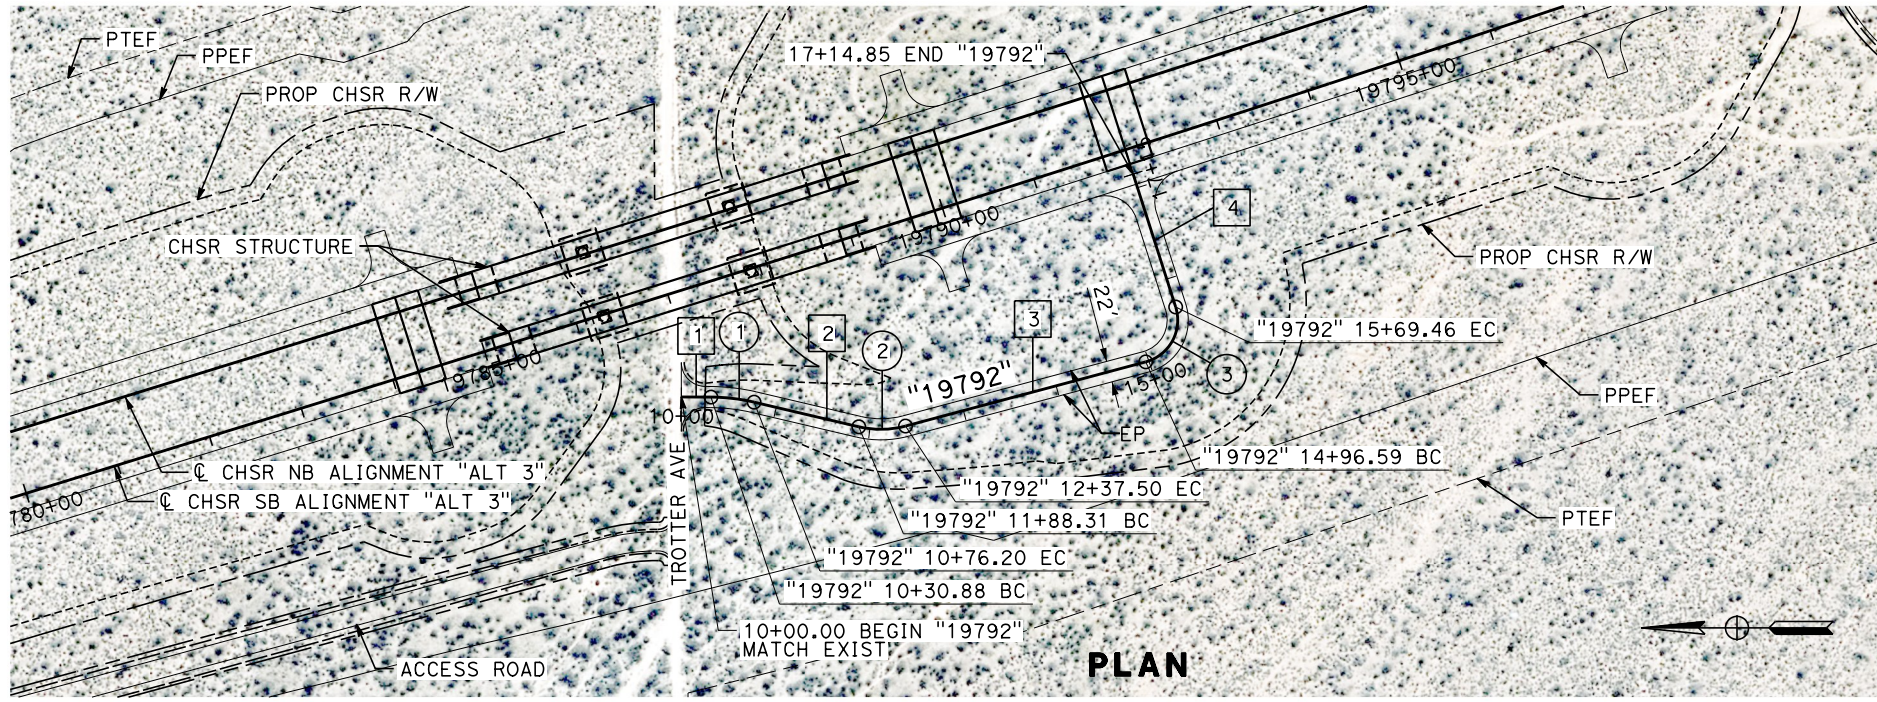 PTEF
PPEF
PROP CHSR R/W
17+14.85 END "19792"
19795+00
4
CHSR STRUCTURE
19790+00
PROP CHSR R/W
1
1
2
2
3
22'
"19792" 15+69.46 EC
9785+00
"19792"
15+00
3
PPEF
10+00
EP
TROTTER AVE
℄ CHSR NB ALIGNMENT "ALT 3"
℄ CHSR SB ALIGNMENT "ALT 3"
780+00
"19792" 14+96.59 BC
"19792" 12+37.50 EC
"19792" 11+88.31 BC
PTEF
"19792" 10+76.20 EC
"19792" 10+30.88 BC
10+00.00 BEGIN "19792"
MATCH EXIST
ACCESS ROAD
PLAN